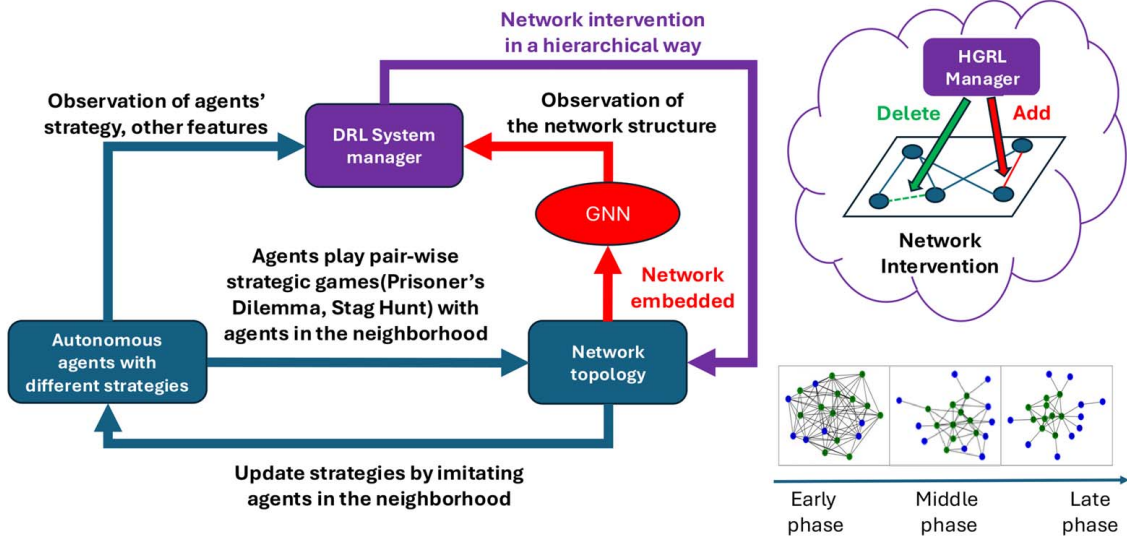 Network intervention
in a hierarchical way
Observation of agents'
strategy, other features
DRL System
manager
Observation of
the network structure
GNN
Agents play pair-wise
strategic games(Prisoner's
Dilemma, Stag Hunt) with
agents in the neighborhood
Network
embedded
Autonomous
agents with
different strategies
Network
topology
Update strategies by imitating
agents in the neighborhood
HGRL
Manager
Delete
Add
Network
Intervention
Early
phase
Middle
phase
Late
phase